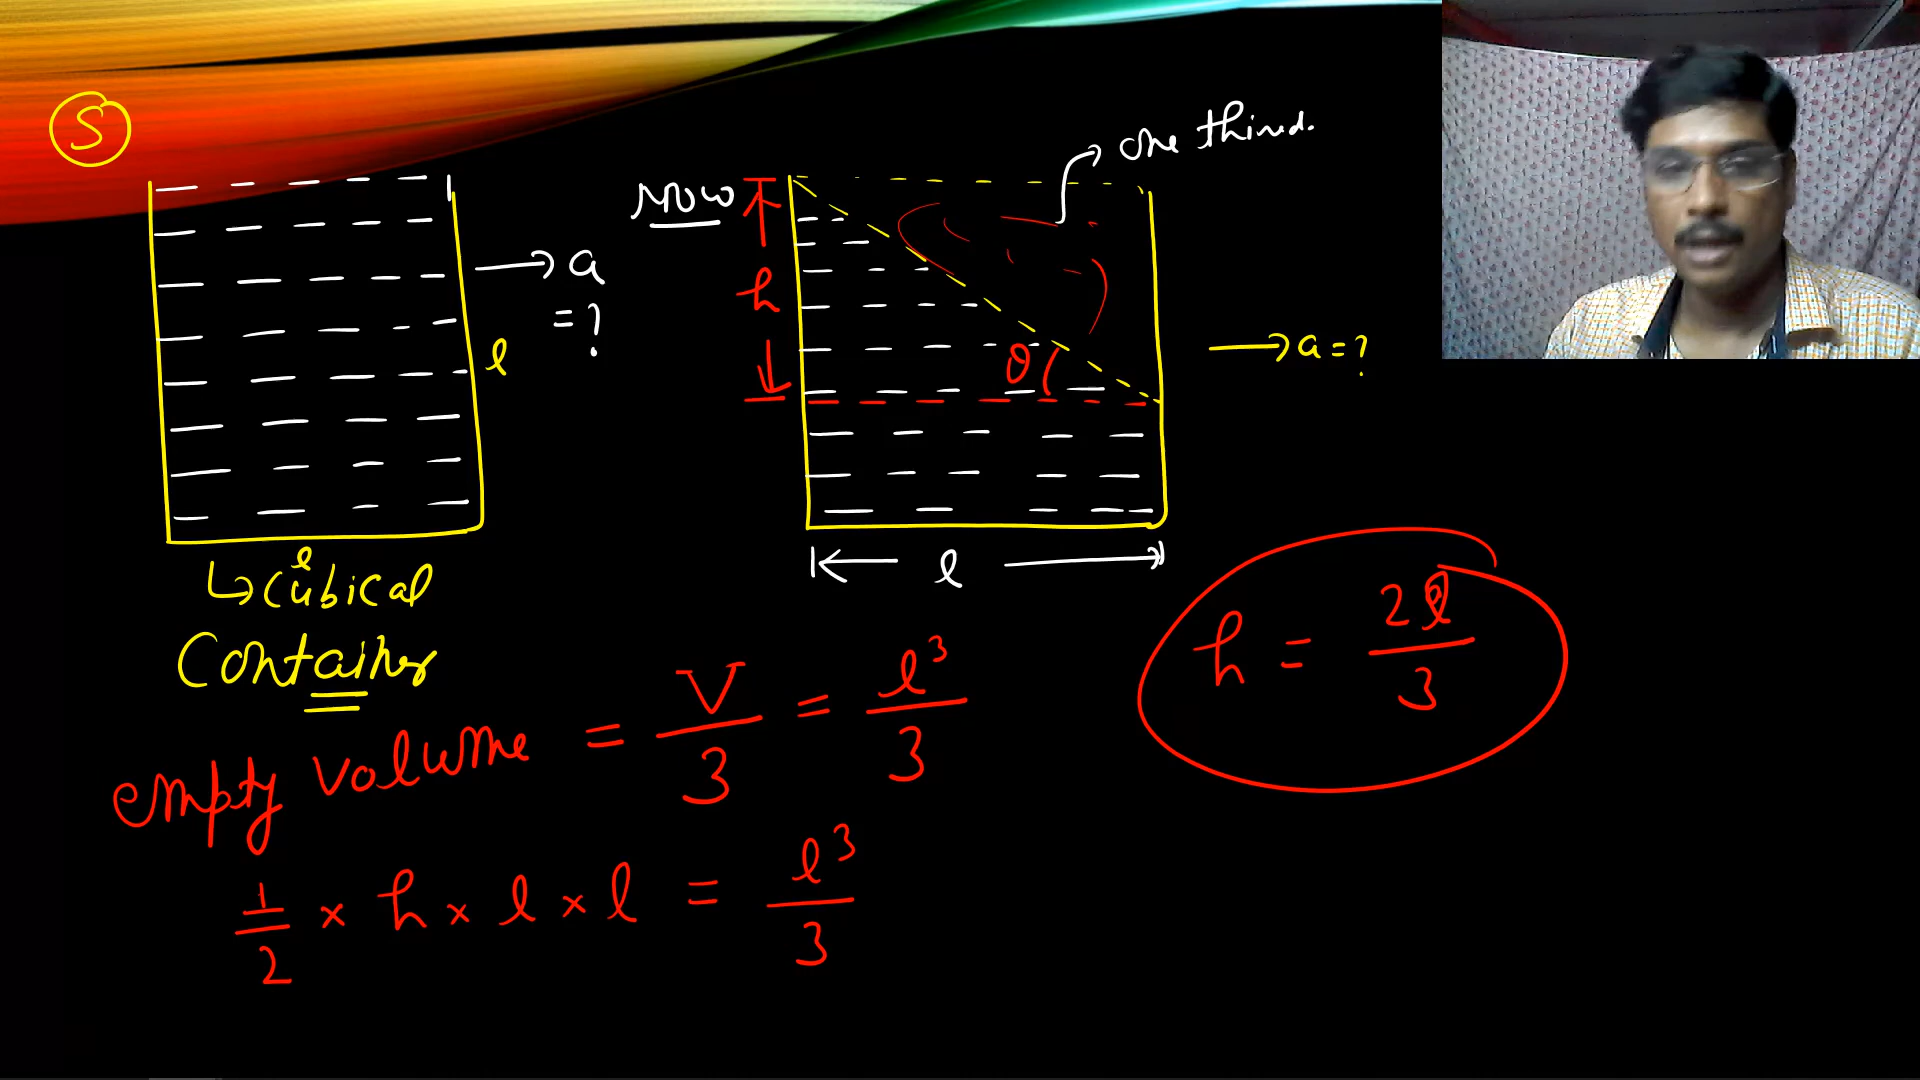 S
→ a
= ?
l
l
↳ Cubical
Container
Now
h
θ
→ one third.
→ a = ?
l
empty volume = V/3 = l³/3
1/2 × h × l × l = l³/3
h = 2l/3